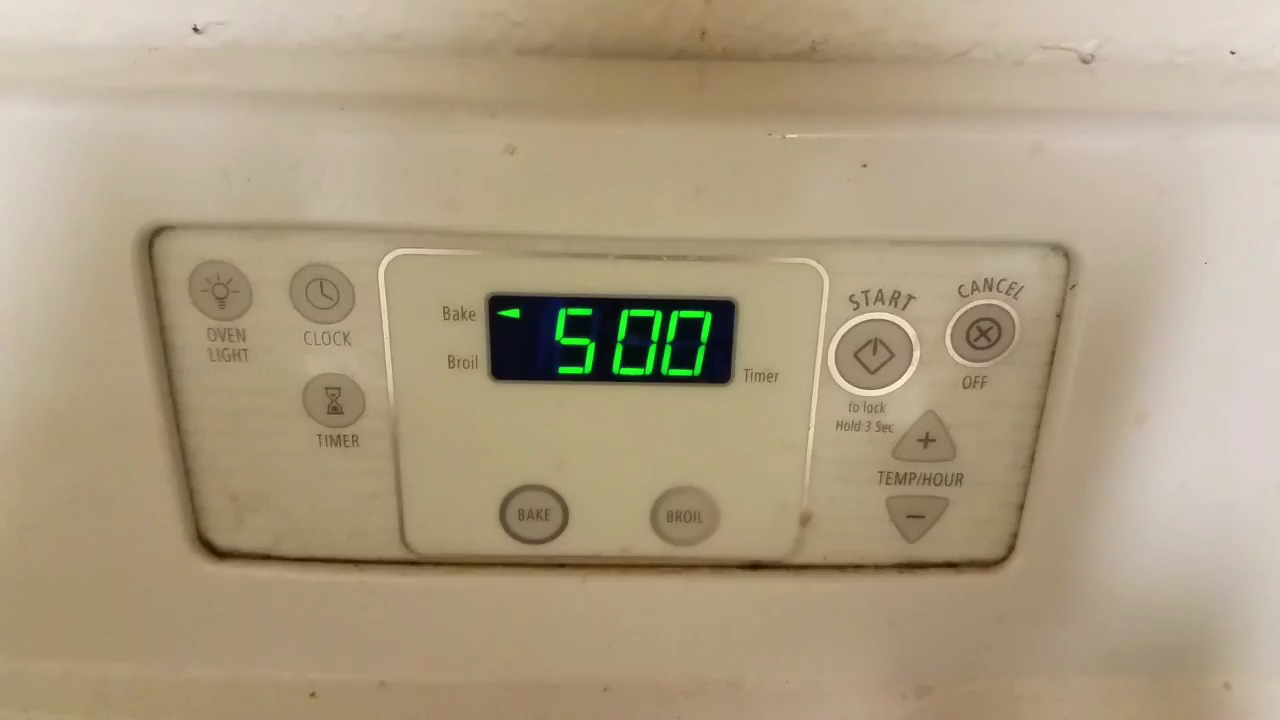 OVEN
LIGHT
CLOCK
TIMER
Bake
Broil
500
Timer
BAKE
BROIL
START
to lock
Hold 3 Sec
CANCEL
OFF
+
TEMP/HOUR
-